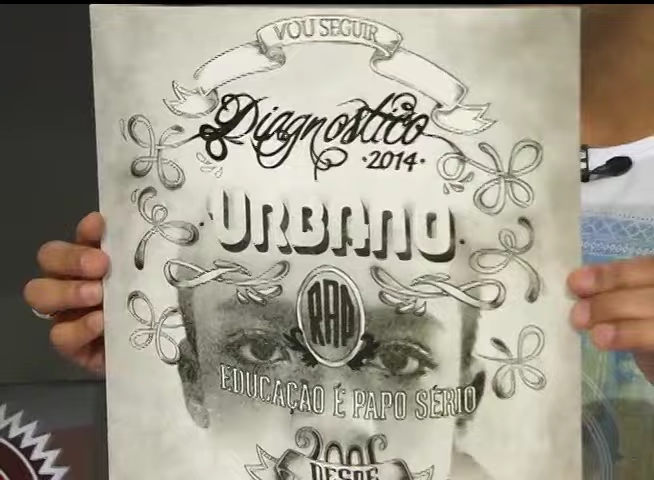 VOU SEGUIR
Diagnostico
·2014·
URBANO
RAP
EDUCAÇÃO É PAPO SÉRIO
DESDE